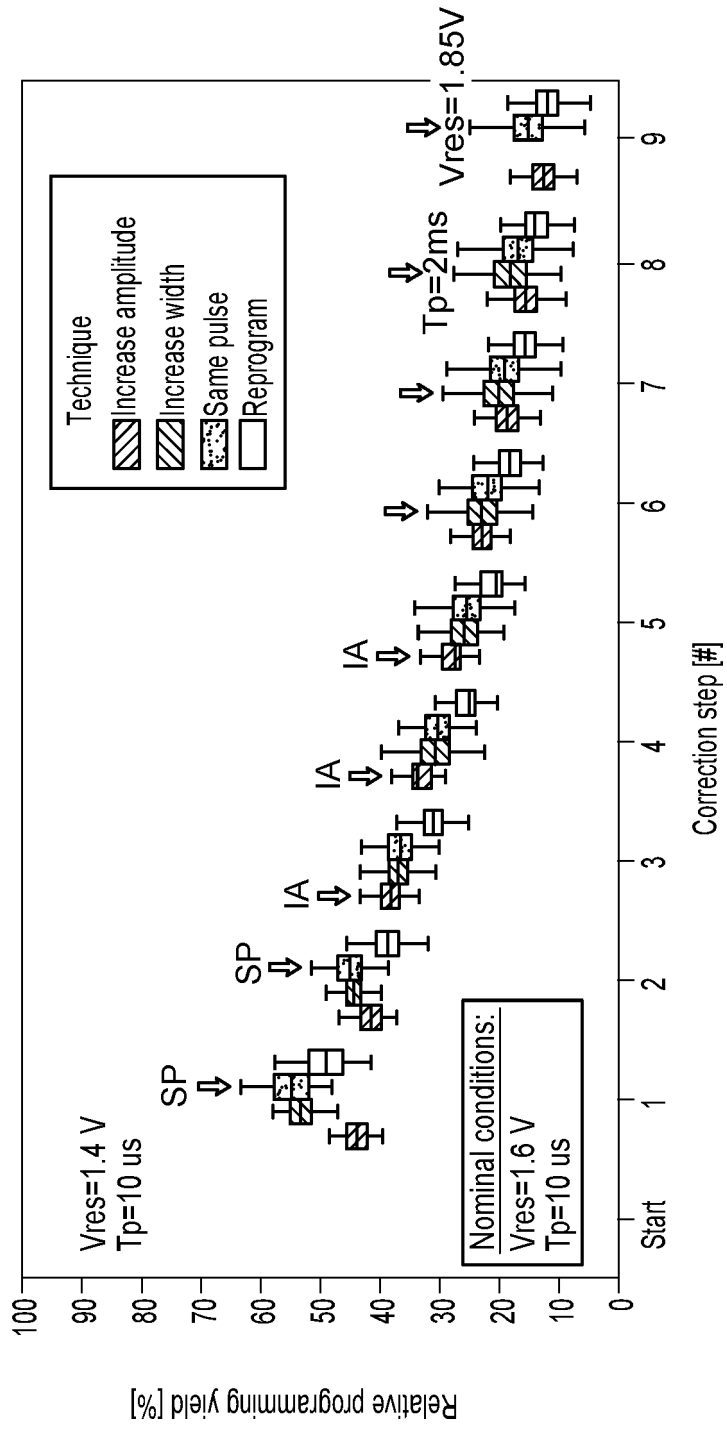 Relative programming yield [%]
100
90
80
70
60
50
40
30
20
10
0
Vres=1.4 V
Tp=10 us
Nominal conditions:
Vres=1.6 V
Tp=10 us
SP
SP
IA
IA
IA
Tp=2ms
Vres=1.85V
Technique
Increase amplitude
Increase width
Same pulse
Reprogram
Start
1
2
3
4
5
6
7
8
9
Correction step [#]